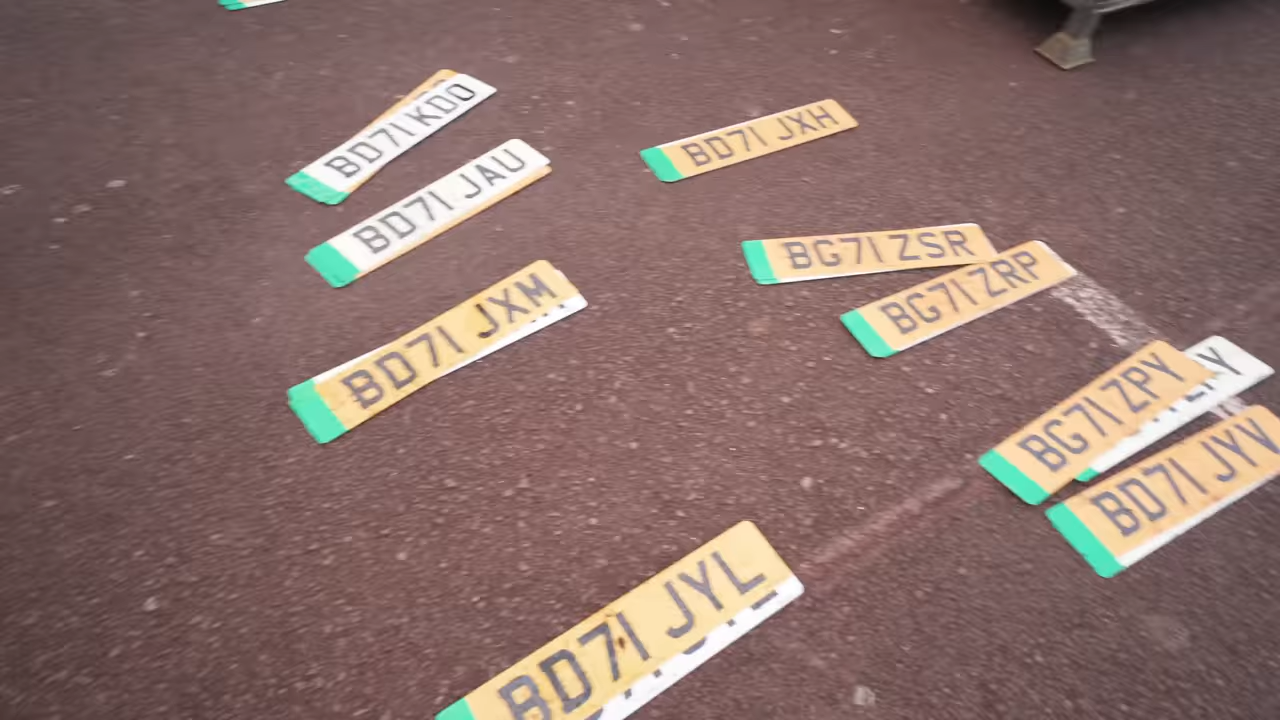 BD71 KDO
BD71 JXH
BD71 JAU
BG71 ZSR
BG71 ZRP
BD71 JXM
BG71 ZPY
BD71 JYV
BD71 JYL